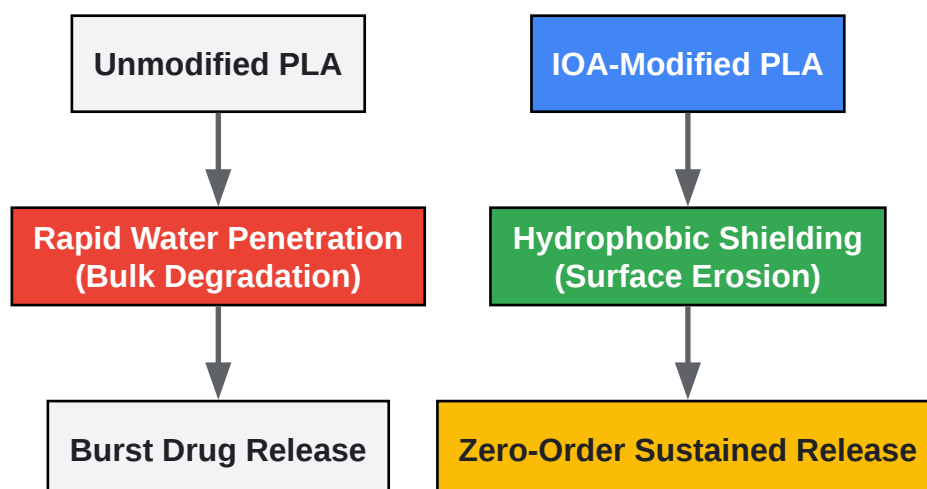 Unmodified PLA
IOA-Modified PLA
Rapid Water Penetration
(Bulk Degradation)
Hydrophobic Shielding
(Surface Erosion)
Burst Drug Release
Zero-Order Sustained Release